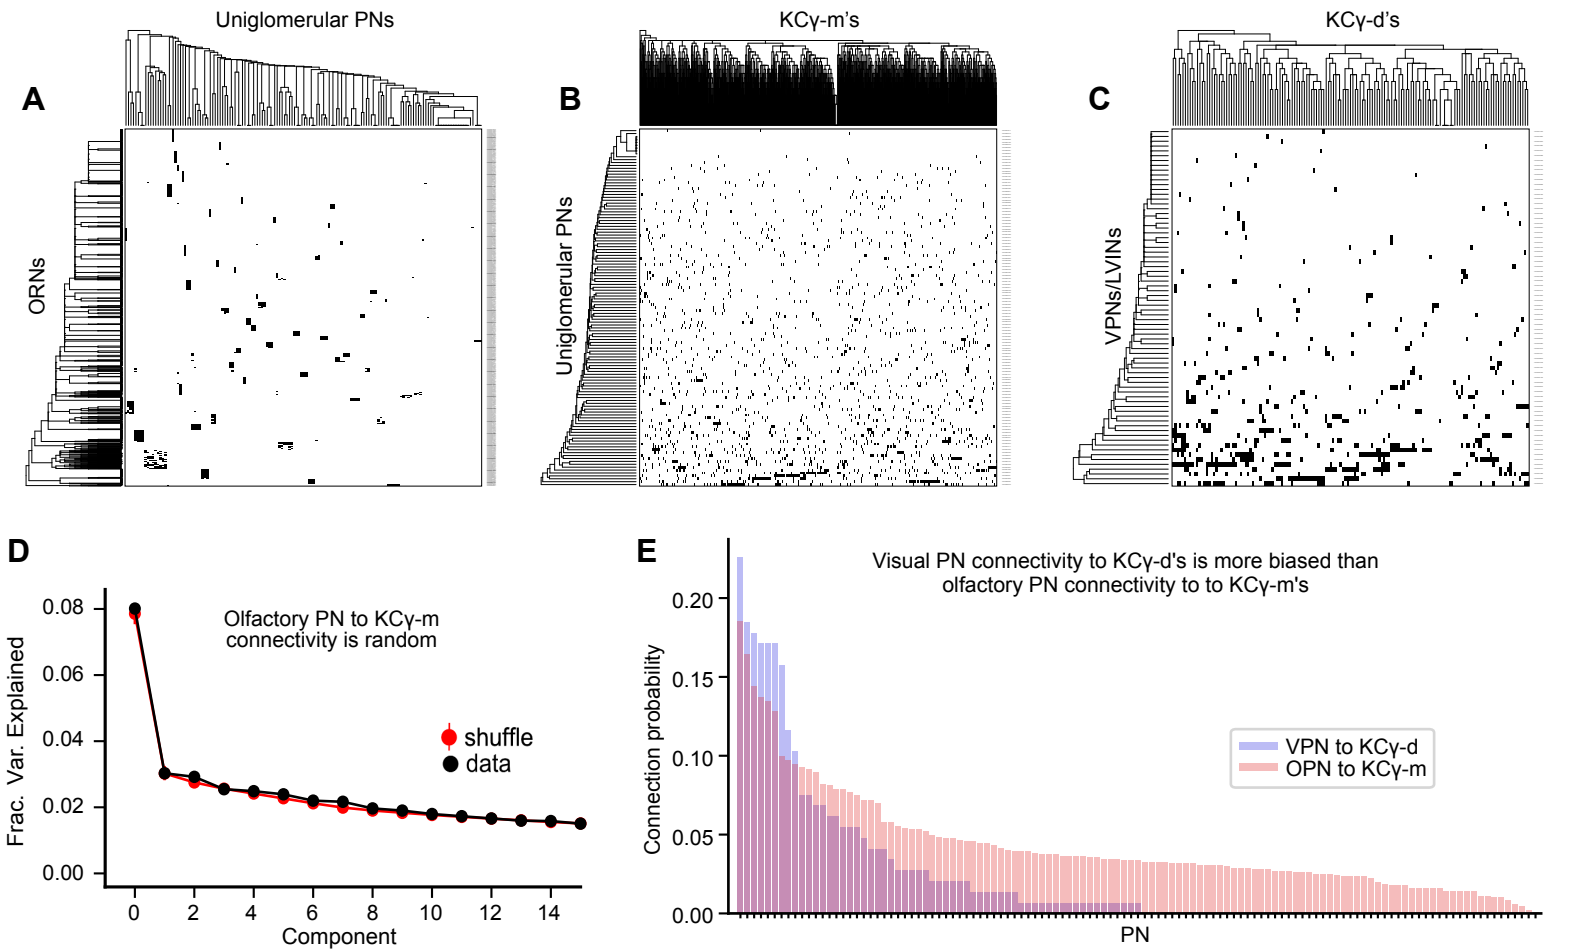 Uniglomerular PNs
KCγ-m's
KCγ-d's
A
B
C
ORNs
Uniglomerular PNs
VPNs/LVINs
D
E
Olfactory PN to KCγ-m
connectivity is random
0.08
0.06
0.04
0.02
0.00
Frac. Var. Explained
shuffle
data
0 2 4 6 8 10 12 14
Component
Visual PN connectivity to KCγ-d's is more biased than
olfactory PN connectivity to to KCγ-m's
0.20
0.15
0.10
0.05
0.00
Connection probability
VPN to KCγ-d
OPN to KCγ-m
PN